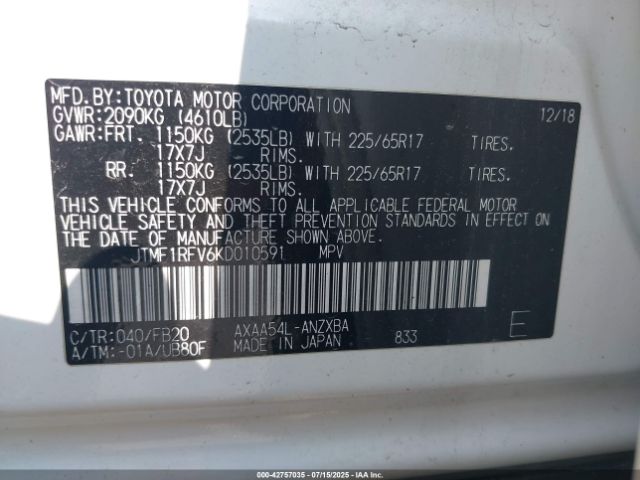 MFD.BY:TOYOTA MOTOR CORPORATION 12/18
GVWR:2090KG (4610LB)
GAWR:FRT. 1150KG (2535LB) WITH 225/65R17 TIRES.
17X7J RIMS.
RR. 1150KG (2535LB) WITH 225/65R17 TIRES.
17X7J RIMS.
THIS VEHICLE CONFORMS TO ALL APPLICABLE FEDERAL MOTOR
VEHICLE SAFETY AND THEFT PREVENTION STANDARDS IN EFFECT ON
THE DATE OF MANUFACTURE SHOWN ABOVE.
JTMF1RFV6KD010591 MPV
C/TR:040/FB20 AXAA54L-ANZXBA E
A/TM:-01A/UB80F MADE IN JAPAN 833
000-42757035 - 07/15/2025 - IAAI.COM